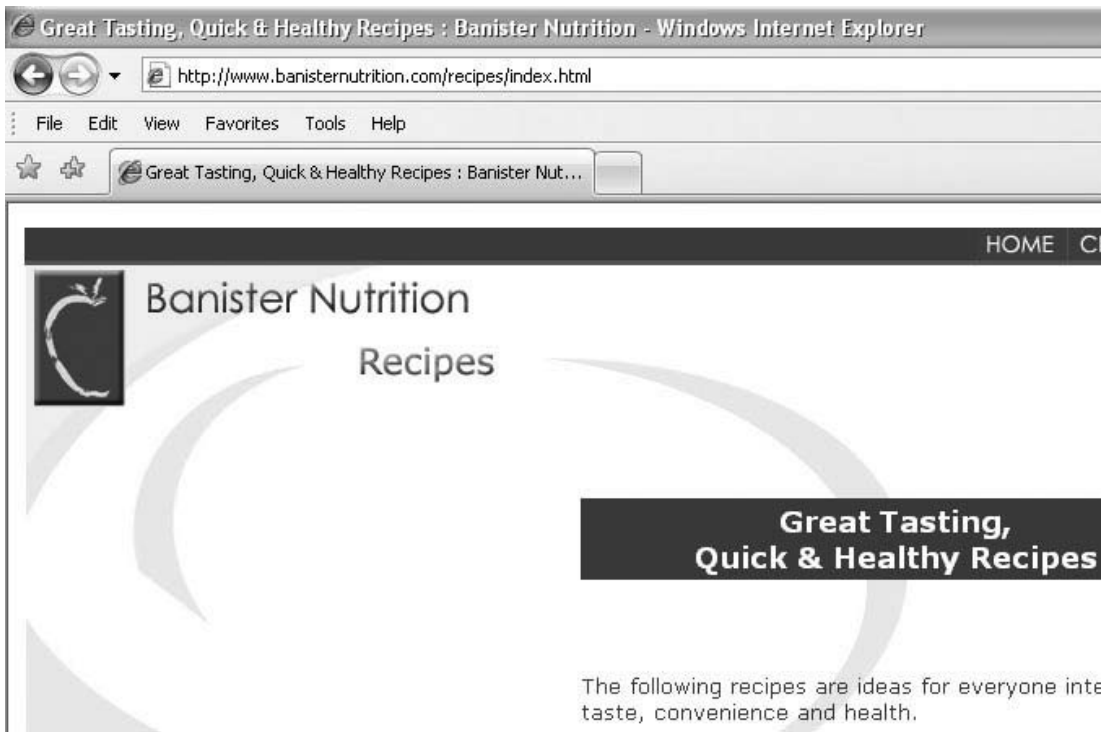 Great Tasting, Quick & Healthy Recipes : Banister Nutrition - Windows Internet Explorer
http://www.banisternutrition.com/recipes/index.html
File Edit View Favorites Tools Help
Great Tasting, Quick & Healthy Recipes : Banister Nut...
HOME
Banister Nutrition
Recipes
Great Tasting,
Quick & Healthy Recipes
The following recipes are ideas for everyone
taste, convenience and health.